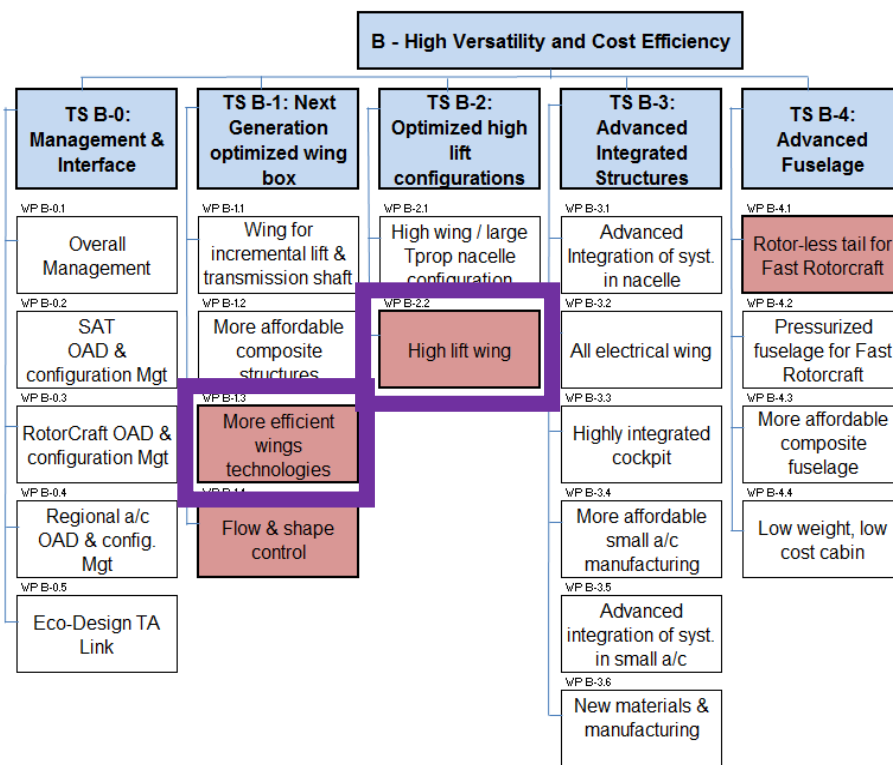 B - High Versatility and Cost Efficiency
TS B-0:
Management &
Interface
WP B-0.1
Overall
Management
WP B-0.2
SAT
OAD &
configuration Mgt
WP B-0.3
RotorCraft OAD &
configuration Mgt
WP B-0.4
Regional a/c
OAD & config.
Mgt
WP B-0.5
Eco-Design TA
Link
TS B-1: Next
Generation
optimized wing
box
WP B-1.1
Wing for
incremental lift &
transmission shaft
WP B-1.2
More affordable
composite
structures
WP B-1.3
More efficient
wings
technologies
WP B-1.4
Flow & shape
control
TS B-2:
Optimized high
lift
configurations
WP B-2.1
High wing / large
Tprop nacelle
configuration
WP B-2.2
High lift wing
TS B-3:
Advanced
Integrated
Structures
WP B-3.1
Advanced
Integration of syst.
in nacelle
WP B-3.2
All electrical wing
WP B-3.3
Highly integrated
cockpit
WP B-3.4
More affordable
small a/c
manufacturing
WP B-3.5
Advanced
integration of syst.
in small a/c
WP B-3.6
New materials &
manufacturing
TS B-4:
Advanced
Fuselage
WP B-4.1
Rotor-less tail for
Fast Rotorcraft
WP B-4.2
Pressurized
fuselage for Fast
Rotorcraft
WP B-4.3
More affordable
composite
fuselage
WP B-4.4
Low weight, low
cost cabin